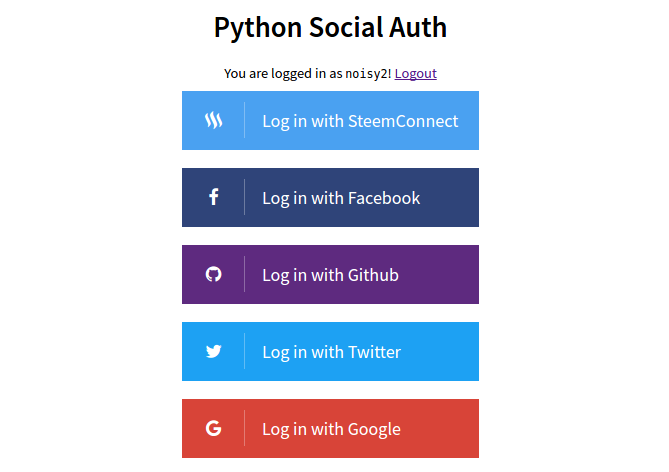 Python Social Auth
You are logged in as noisy2! Logout
Log in with SteemConnect
Log in with Facebook
Log in with Github
Log in with Twitter
Log in with Google